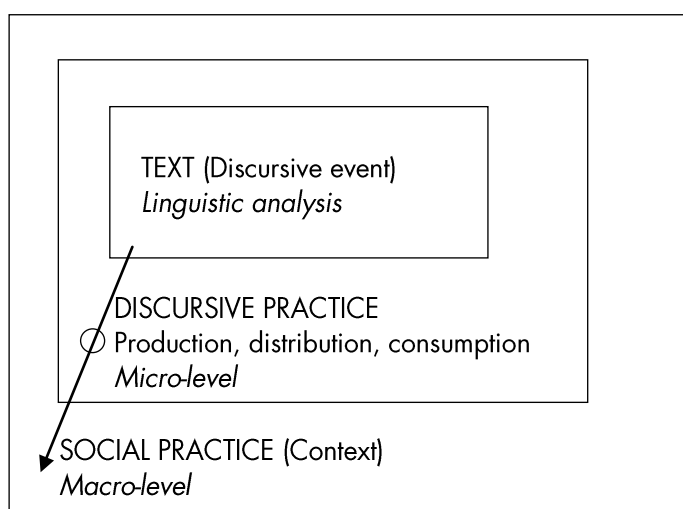 TEXT (Discursive event)
Linguistic analysis
DISCURSIVE PRACTICE
Production, distribution, consumption
Micro-level
SOCIAL PRACTICE (Context)
Macro-level